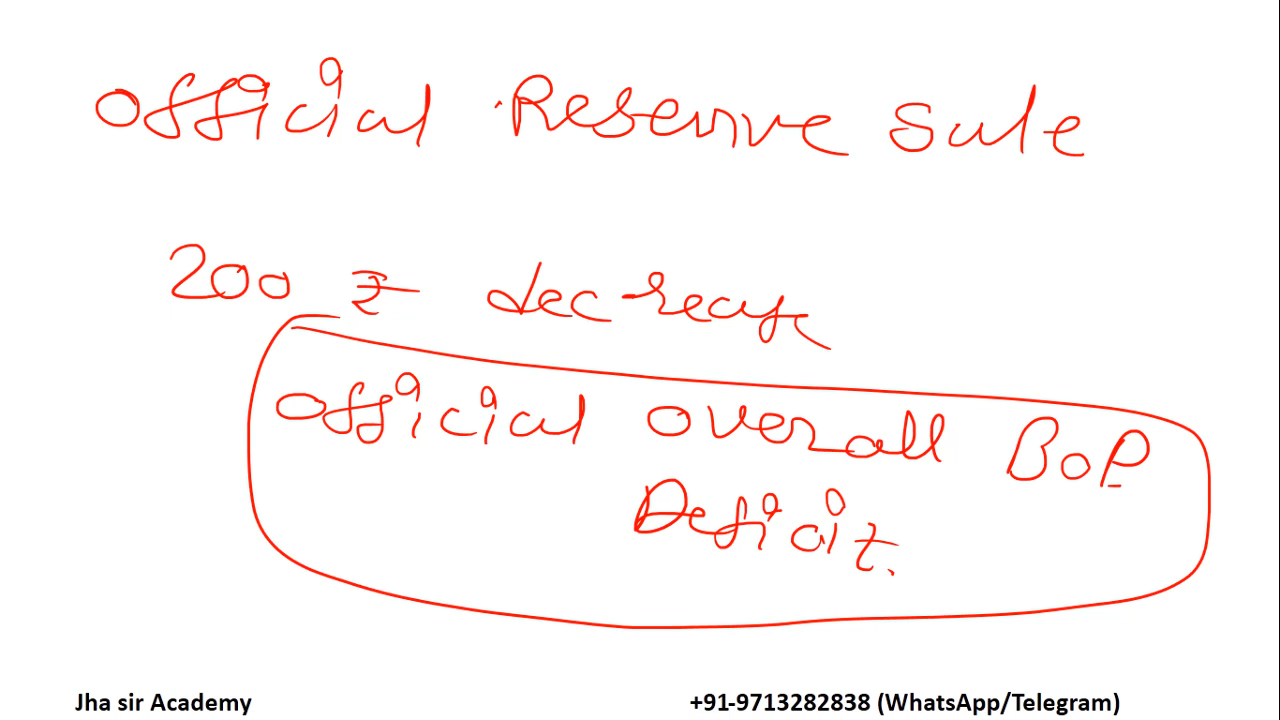 Official Reserve Sale
200 ₹ decrease
Official overall BoP
Deficit.
Jha sir Academy
+91-9713282838 (WhatsApp/Telegram)